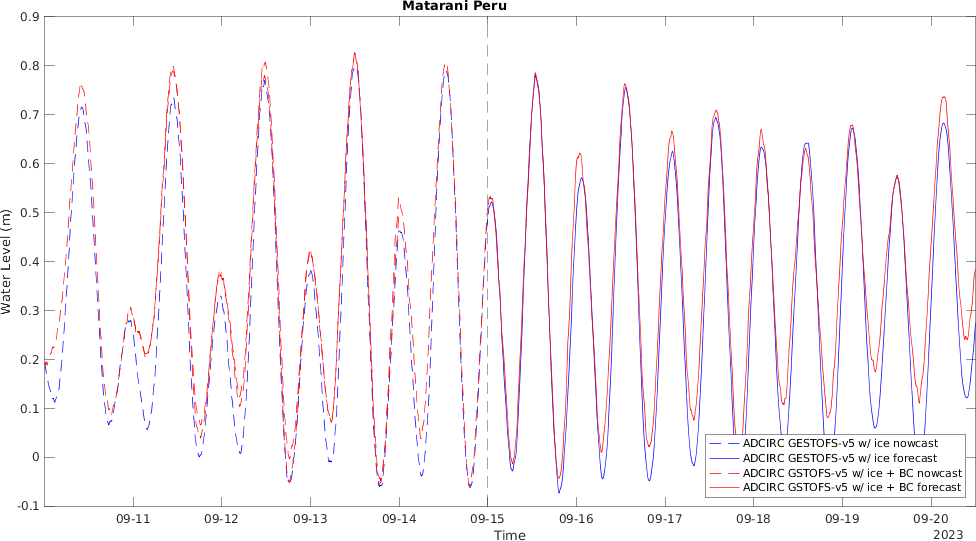 Matarani Peru
0.9
0.8
0.7
0.6
0.5
0.4
0.3
0.2
0.1
0
-0.1
Water Level (m)
ADCIRC GESTOFS-v5 w/ ice nowcast
ADCIRC GESTOFS-v5 w/ ice forecast
ADCIRC GSTOFS-v5 w/ ice + BC nowcast
ADCIRC GSTOFS-v5 w/ ice + BC forecast
09-11 09-12 09-13 09-14 09-15 09-16 09-17 09-18 09-19 09-20
Time
2023